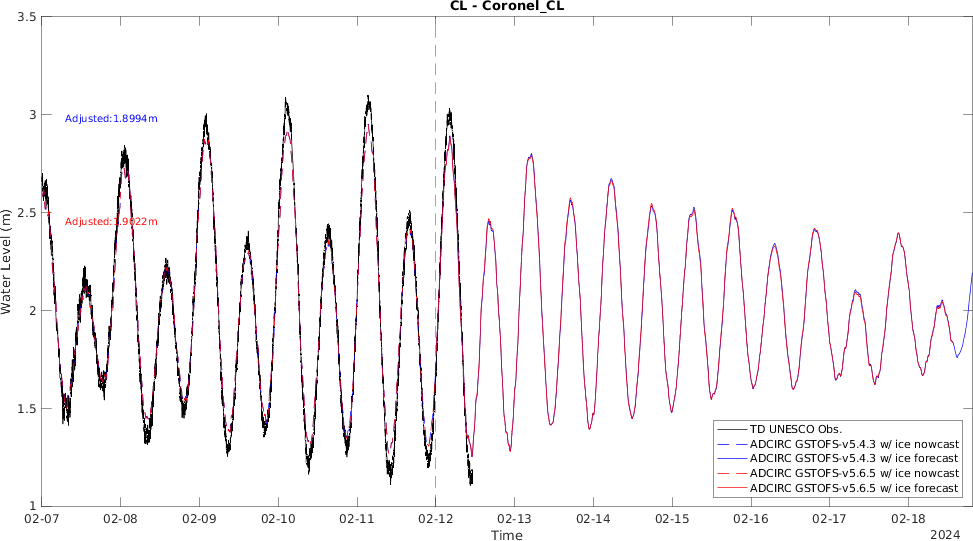 CL - Coronel_CL
3.5
3
2.5
2
1.5
1
Water Level (m)
Adjusted:1.8994m
Adjusted:1.9022m
TD UNESCO Obs.
ADCIRC GSTOFS-v5.4.3 w/ ice nowcast
ADCIRC GSTOFS-v5.4.3 w/ ice forecast
ADCIRC GSTOFS-v5.6.5 w/ ice nowcast
ADCIRC GSTOFS-v5.6.5 w/ ice forecast
02-07 02-08 02-09 02-10 02-11 02-12 02-13 02-14 02-15 02-16 02-17 02-18
Time
2024